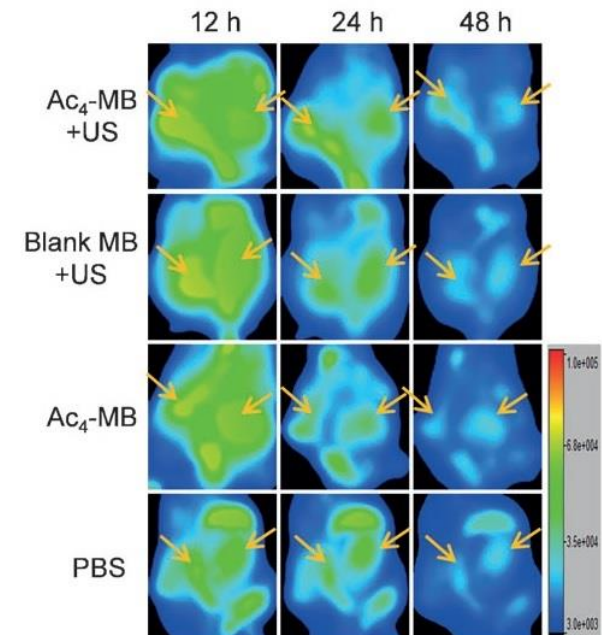 12 h 24 h 48 h
Ac₄-MB
+US
Blank MB
+US
Ac₄-MB
1.0e+005
6.8e+004
PBS
3.5e+004
3.0e+003